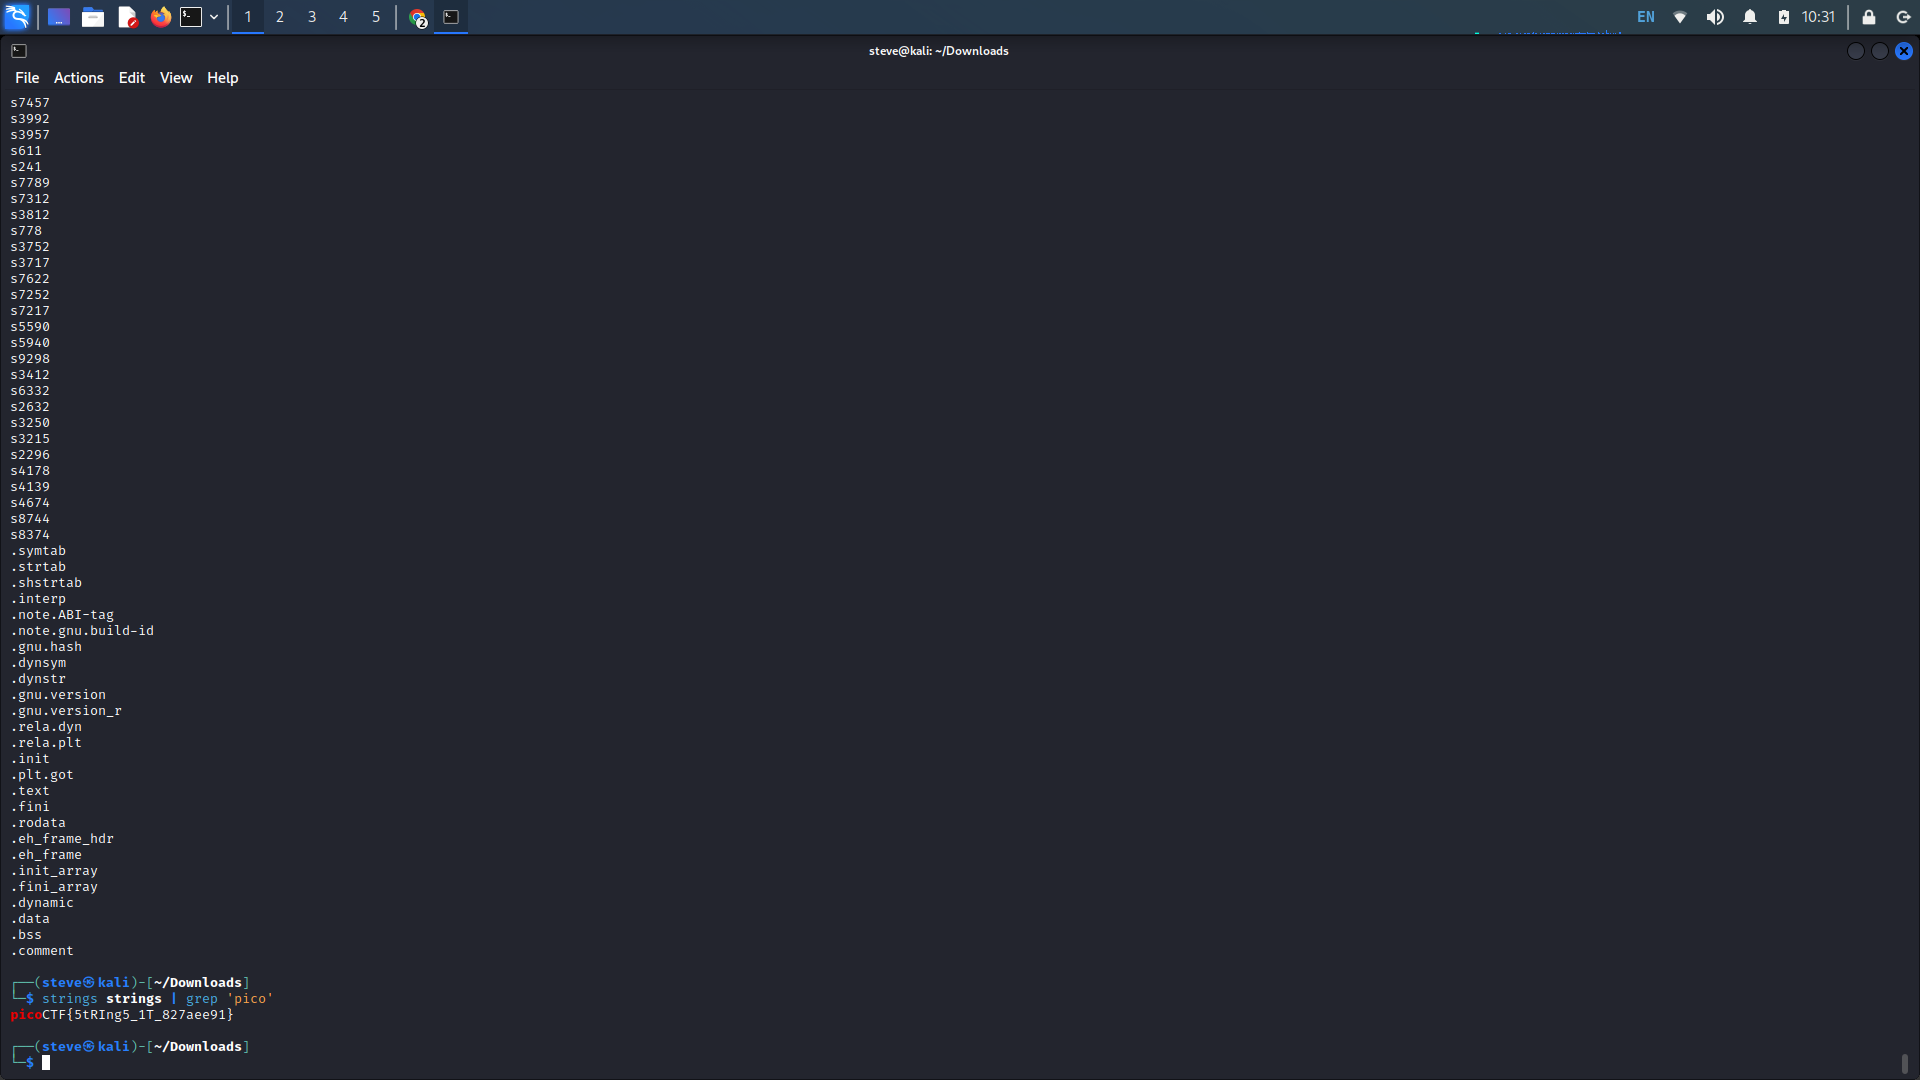 1 2 3 4 5 2 EN 10:31
steve@kali: ~/Downloads
File Actions Edit View Help
s7457
s3992
s3957
s611
s241
s7789
s7312
s3812
s778
s3752
s3717
s7622
s7252
s7217
s5590
s5940
s9298
s3412
s6332
s2632
s3250
s3215
s2296
s4178
s4139
s4674
s8744
s8374
.symtab
.strtab
.shstrtab
.interp
.note.ABI-tag
.note.gnu.build-id
.gnu.hash
.dynsym
.dynstr
.gnu.version
.gnu.version_r
.rela.dyn
.rela.plt
.init
.plt.got
.text
.fini
.rodata
.eh_frame_hdr
.eh_frame
.init_array
.fini_array
.dynamic
.data
.bss
.comment
┌──(steve㉿kali)-[~/Downloads]
└─$ strings strings | grep 'pico'
picoCTF{5tRIng5_1T_827aee91}
┌──(steve㉿kali)-[~/Downloads]
└─$